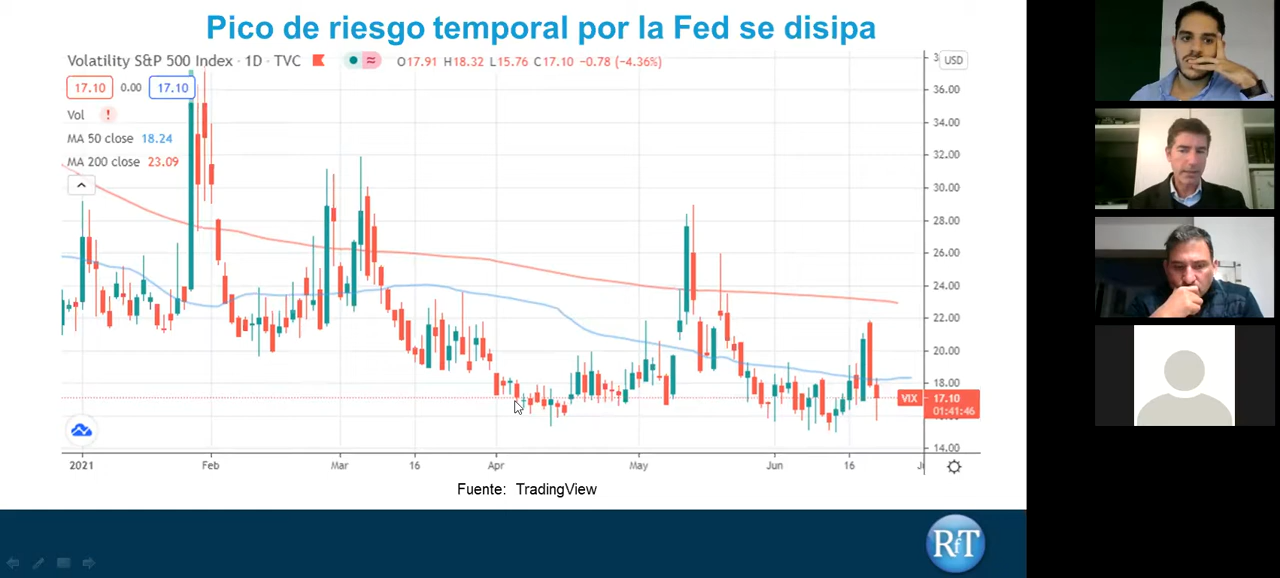 Pico de riesgo temporal por la Fed se disipa
Volatility S&P 500 Index · 1D · TVC O17.91 H18.32 L15.76 C17.10 −0.78 (−4.36%)
USD
17.10 0.00 17.10
Vol !
MA 50 close 18.24
MA 200 close 23.09
36.00
34.00
32.00
30.00
28.00
26.00
24.00
22.00
20.00
18.00
VIX 17.10
01:41:46
14.00
2021 Feb Mar 16 Apr May Jun 16
Fuente: TradingView
RfT